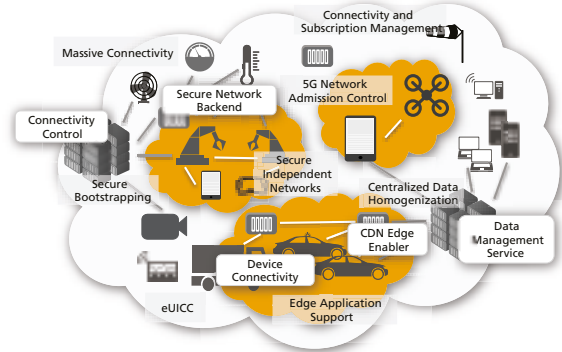 Connectivity and
Subscription Management
Massive Connectivity
Secure Network
Backend
5G Network
Admission Control
Connectivity
Control
Secure
Independent
Networks
Secure
Bootstrapping
Centralized Data
Homogenization
CDN Edge
Enabler
Data
Management
Service
Device
Connectivity
eUICC
Edge Application
Support